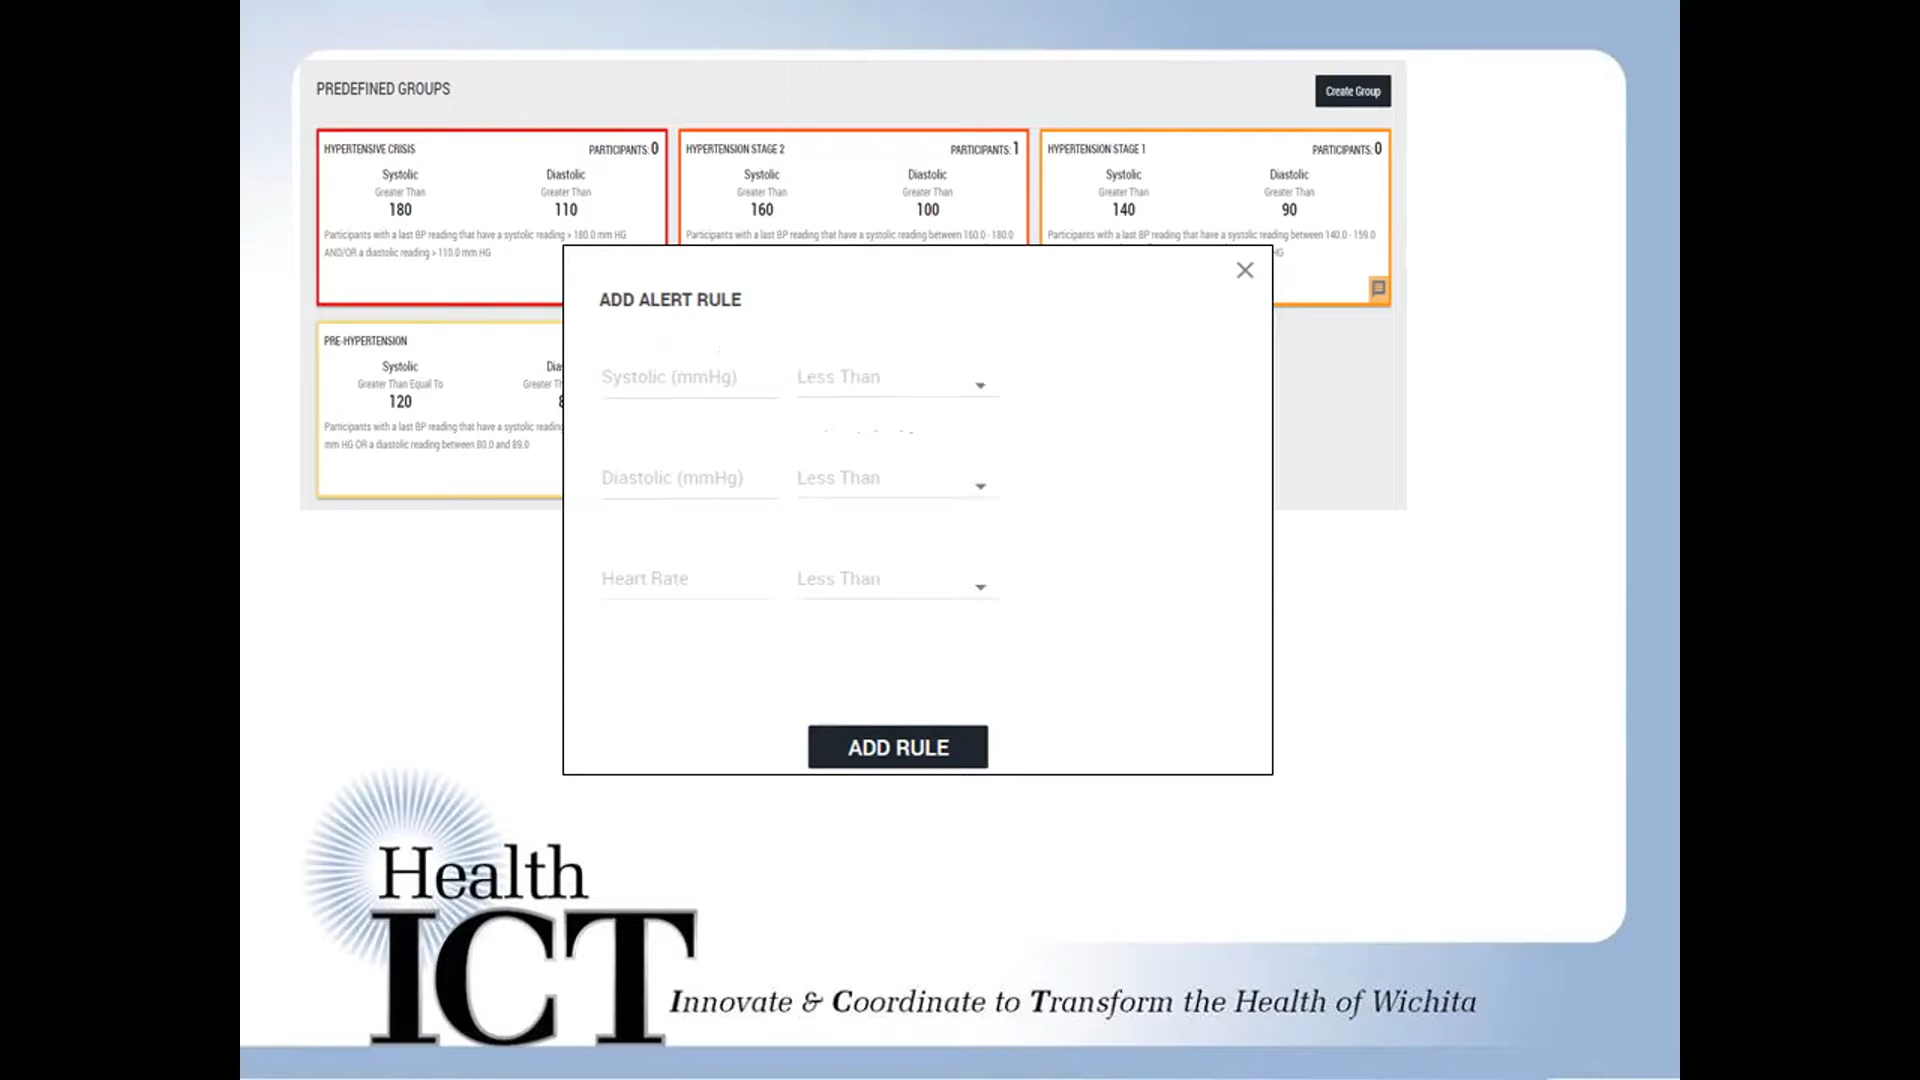 PREDEFINED GROUPS
Create Group
HYPERTENSIVE CRISIS PARTICIPANTS: 0
Systolic Diastolic
Greater Than Greater Than
180 110
Participants with a last BP reading that have a systolic reading > 180.0 mm HG
AND/OR a diastolic reading > 110.0 mm HG
HYPERTENSION STAGE 2 PARTICIPANTS: 1
Systolic Diastolic
Greater Than Greater Than
160 100
Participants with a last BP reading that have a systolic reading between 160.0 - 180.0
HYPERTENSION STAGE 1 PARTICIPANTS: 0
Systolic Diastolic
Greater Than Greater Than
140 90
Participants with a last BP reading that have a systolic reading between 140.0 - 159.0
HG
PRE-HYPERTENSION
Systolic
Greater Than Equal To Greater
120
Participants with a last BP reading that have a systolic reading
mm HG OR a diastolic reading between 80.0 and 89.0
ADD ALERT RULE
Systolic (mmHg) Less Than
Diastolic (mmHg) Less Than
Heart Rate Less Than
ADD RULE
Health
ICT
Innovate & Coordinate to Transform the Health of Wichita